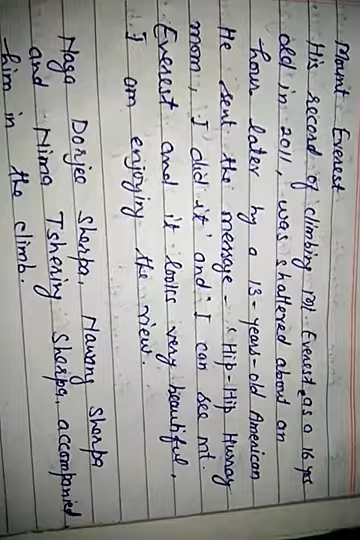 Mount Everest
His record of climbing Mt. Everest as a 16 yrs
old in 2011, was shattered about an
hour later by a 13-years-old American
He sent the message - 'Hip-Hip Hurray
mom, I did it' and 'I can see mt.
Everest and it looks very beautiful,
I am enjoying the view.
Naga Dorjee Sherpa, Nawang Sherpa
and Nima Tshering Sherpa, accompanied
him in the climb.